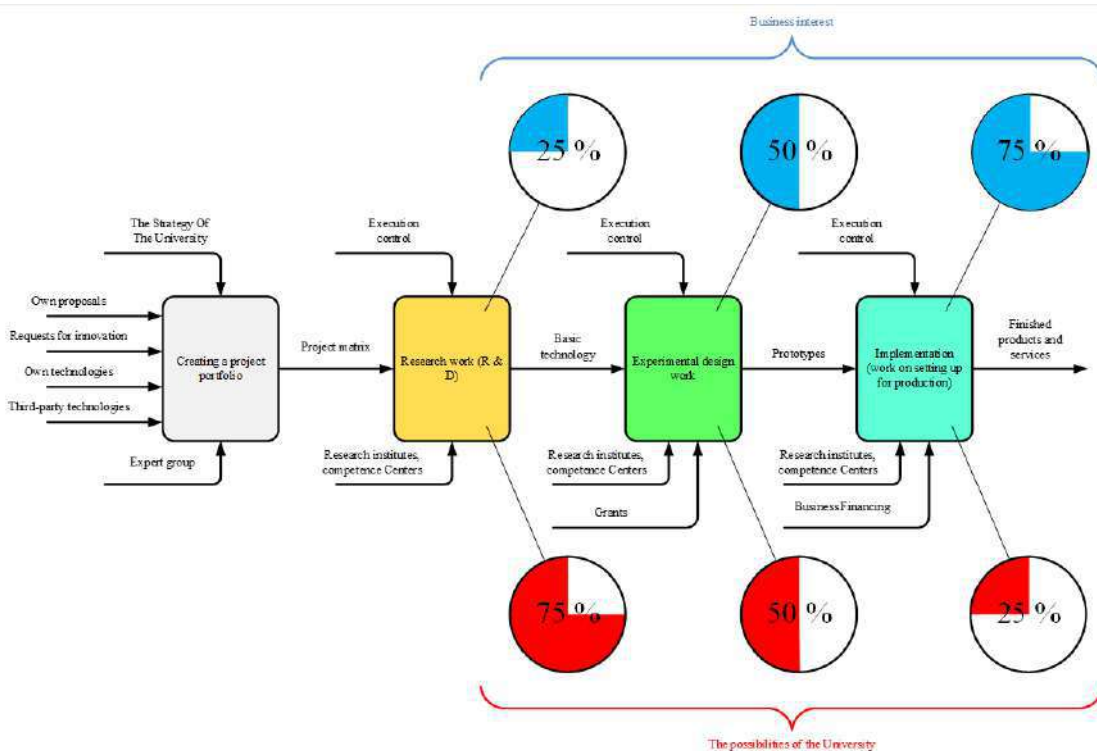 Business interest
25 %
50 %
75 %
The Strategy Of
The University
Execution
control
Execution
control
Execution
control
Own proposals
Requests for innovation
Own technologies
Third-party technologies
Creating a project
portfolio
Project matrix
Research work (R &
D)
Basic
technology
Experimental design
work
Prototypes
Implementation
(work on setting up
for production)
Finished
products and
services
Expert group
Research institutes,
competence Centers
Research institutes,
competence Centers
Grants
Research institutes,
competence Centers
Business Financing
75 %
50 %
25 %
The possibilities of the University